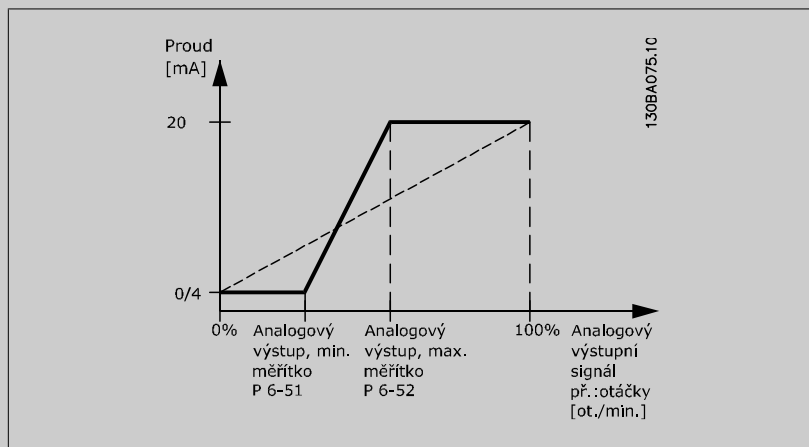 Proud
[mA]
130BA075.10
20
0/4
0%
Analogový
výstup, min.
měřítko
P 6-51
Analogový
výstup, max.
měřítko
P 6-52
100%
Analogový
výstupní
signál
př.:otáčky
[ot./min.]